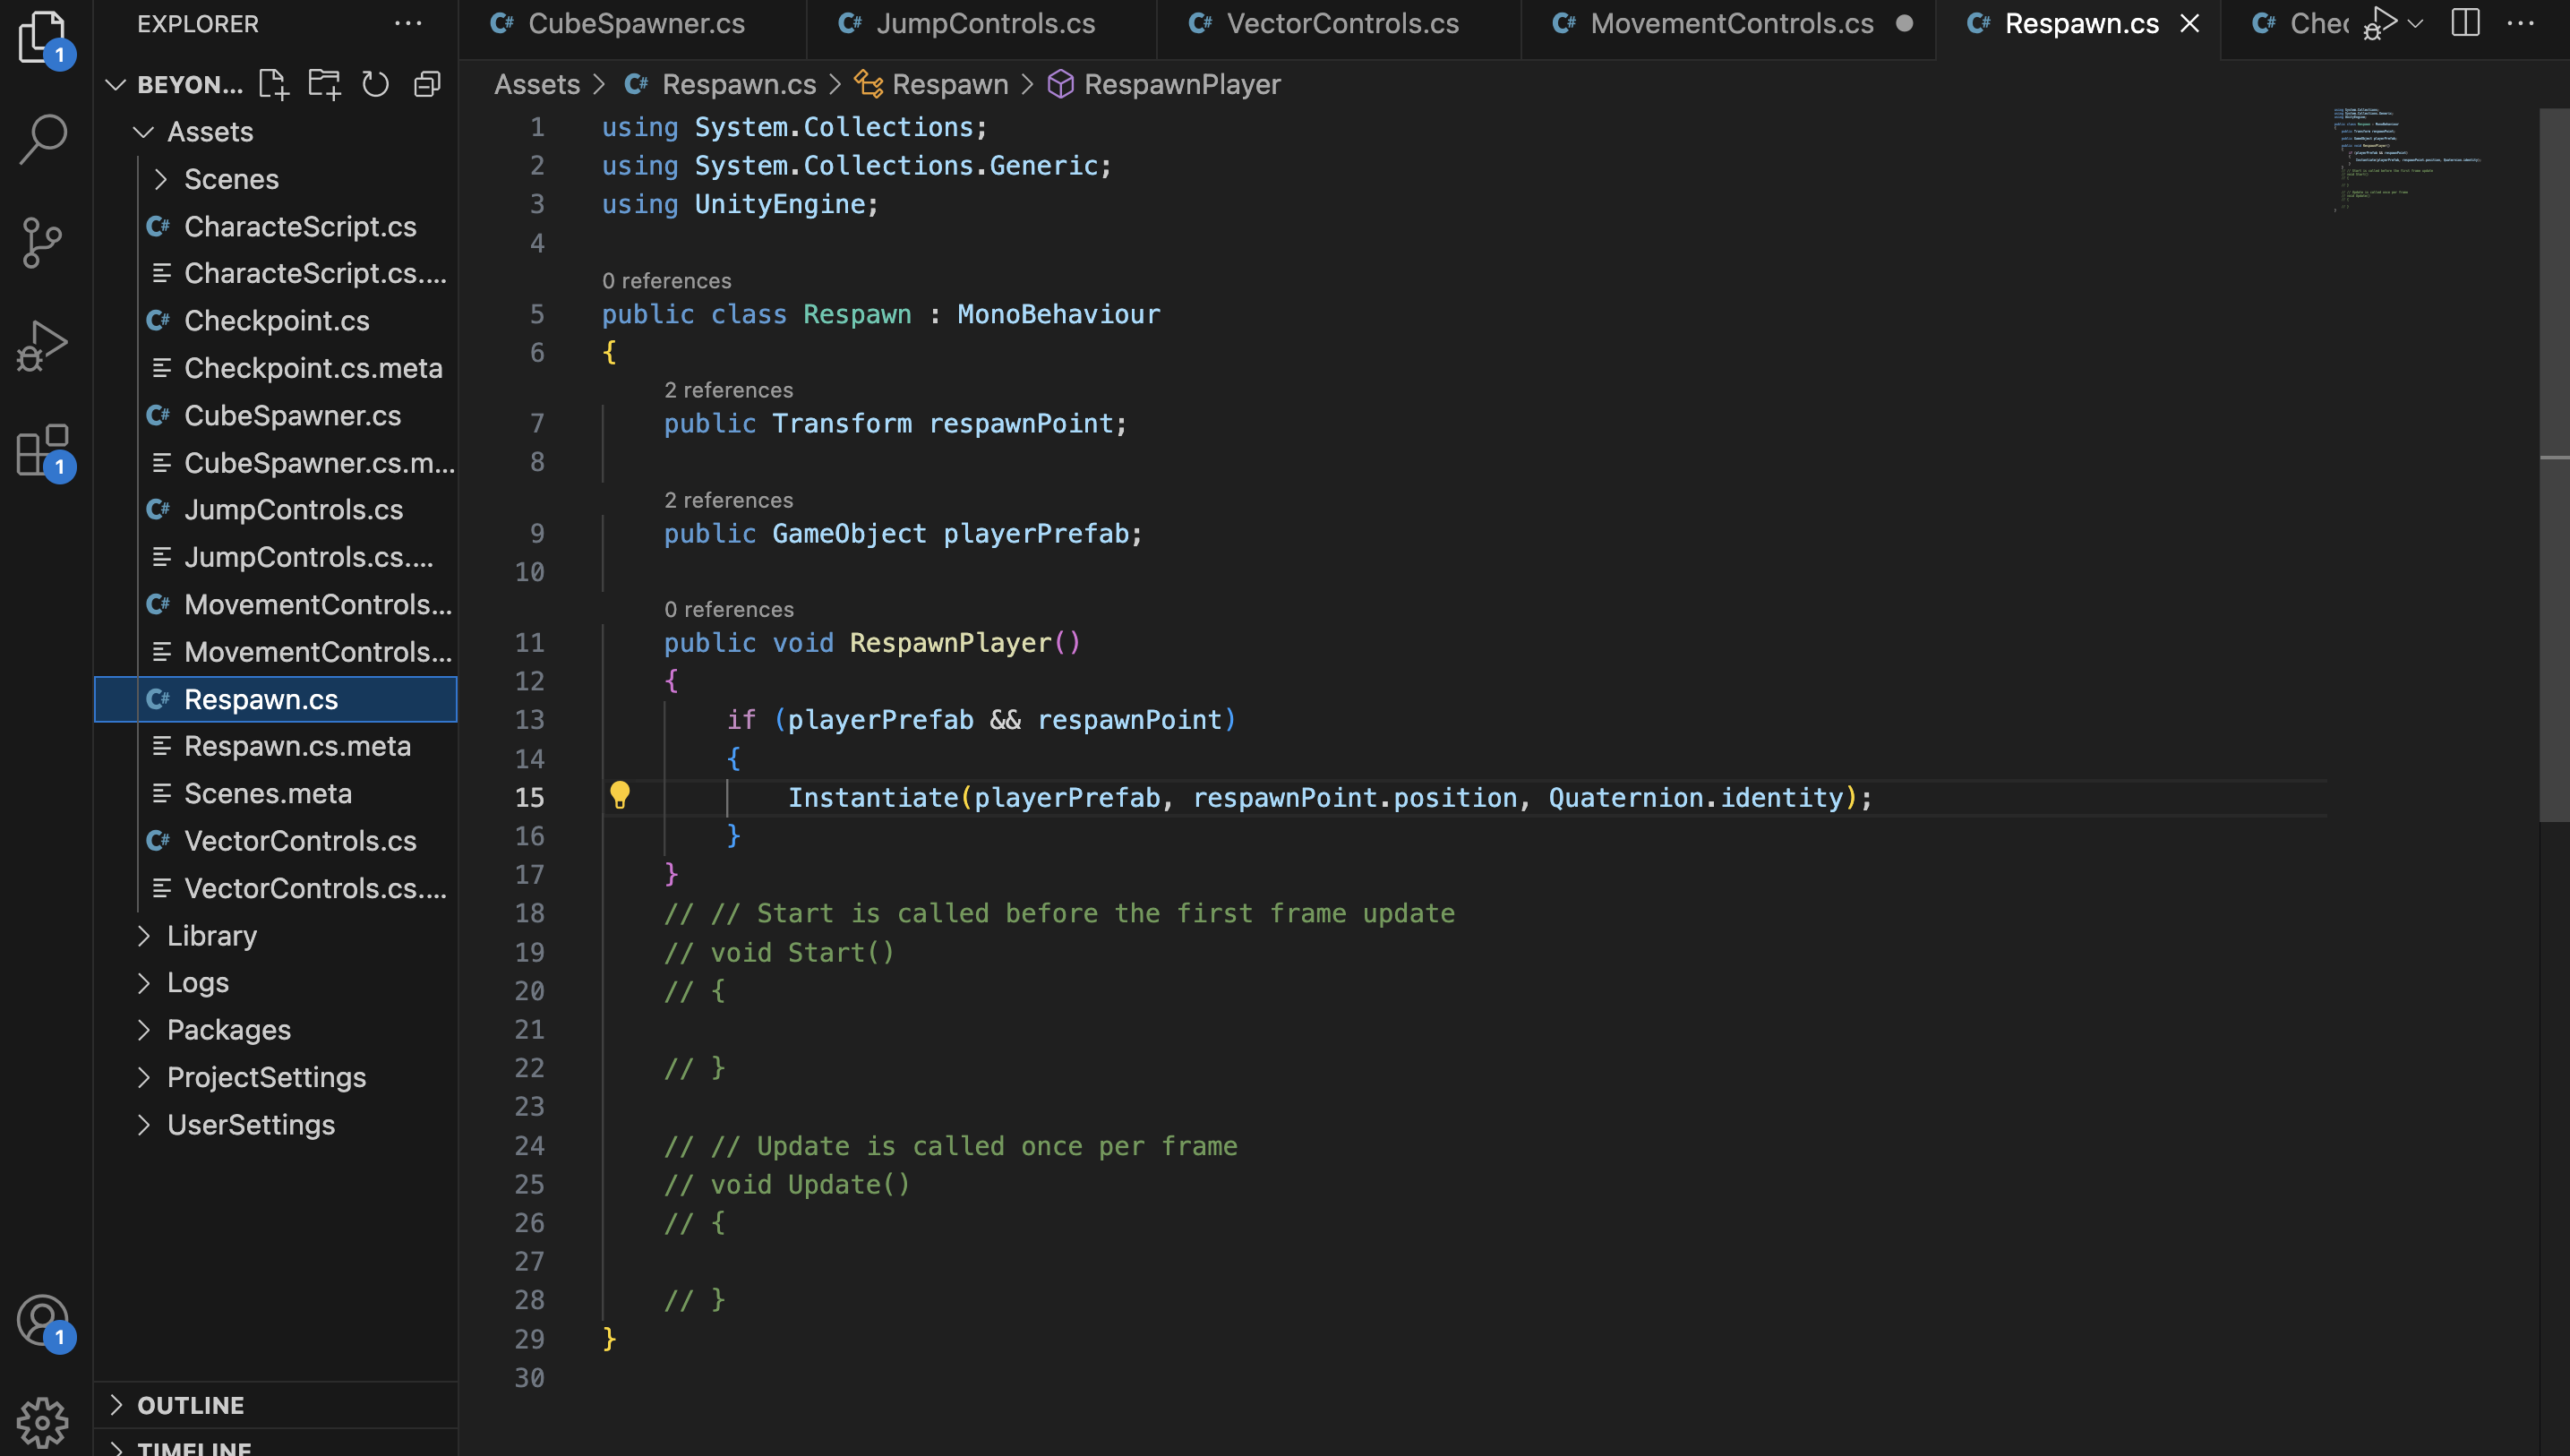 EXPLORER
BEYON...
Assets
Scenes
CharacteScript.cs
CharacteScript.cs....
Checkpoint.cs
Checkpoint.cs.meta
CubeSpawner.cs
CubeSpawner.cs.m...
JumpControls.cs
JumpControls.cs....
MovementControls...
MovementControls...
Respawn.cs
Respawn.cs.meta
Scenes.meta
VectorControls.cs
VectorControls.cs....
Library
Logs
Packages
ProjectSettings
UserSettings
OUTLINE
TIMELINE
1
1
1
CubeSpawner.cs JumpControls.cs VectorControls.cs MovementControls.cs Respawn.cs Chec
Assets > Respawn.cs > Respawn > RespawnPlayer
1 using System.Collections;
2 using System.Collections.Generic;
3 using UnityEngine;
4
0 references
5 public class Respawn : MonoBehaviour
6 {
2 references
7 public Transform respawnPoint;
8
2 references
9 public GameObject playerPrefab;
10
0 references
11 public void RespawnPlayer()
12 {
13 if (playerPrefab && respawnPoint)
14 {
15 Instantiate(playerPrefab, respawnPoint.position, Quaternion.identity);
16 }
17 }
18 // // Start is called before the first frame update
19 // void Start()
20 // {
21
22 // }
23
24 // // Update is called once per frame
25 // void Update()
26 // {
27
28 // }
29 }
30